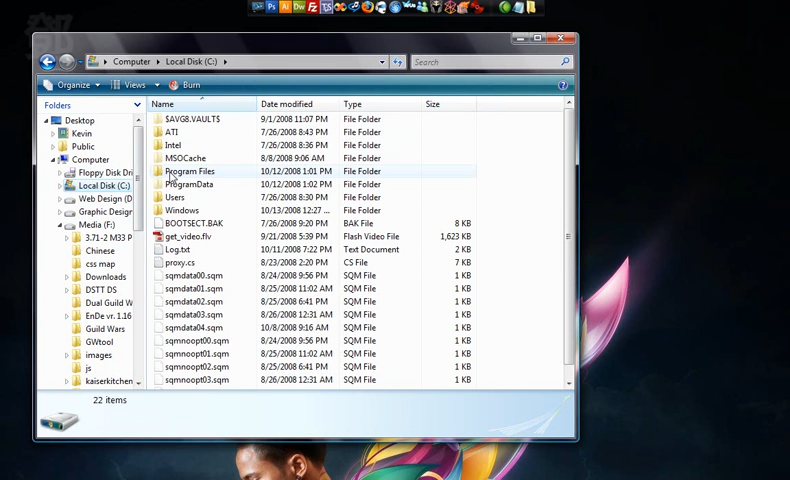 部
Ps Ai Dw Fz
Computer Local Disk (C:)
Search
Organize Views Burn
Folders
Desktop
Kevin
Public
Computer
Floppy Disk Dri
Local Disk (C:)
Web Design (D
Graphic Design
Media (F:)
3.71-2 M33 P
Chinese
css map
Downloads
DSTT DS
Dual Guild W
EnDe vr. 1.16
Guild Wars
GWtool
images
js
kaiserkitchen
Name Date modified Type Size
$AVG8.VAULT$ 9/1/2008 11:07 PM File Folder
ATI 7/26/2008 8:43 PM File Folder
Intel 7/26/2008 8:36 PM File Folder
MSOCache 8/8/2008 9:06 AM File Folder
Program Files 10/12/2008 1:01 PM File Folder
ProgramData 10/12/2008 1:02 PM File Folder
Users 7/26/2008 8:30 PM File Folder
Windows 10/13/2008 12:27 ... File Folder
BOOTSECT.BAK 7/26/2008 9:20 PM BAK File 8 KB
get_video.flv 9/21/2008 5:39 PM Flash Video File 1,623 KB
Log.txt 10/11/2008 7:22 PM Text Document 2 KB
proxy.cs 8/23/2008 2:20 PM CS File 7 KB
sqmdata00.sqm 8/24/2008 9:56 PM SQM File 1 KB
sqmdata01.sqm 8/25/2008 11:02 AM SQM File 1 KB
sqmdata02.sqm 8/25/2008 6:41 PM SQM File 1 KB
sqmdata03.sqm 8/26/2008 12:31 AM SQM File 1 KB
sqmdata04.sqm 10/8/2008 9:16 AM SQM File 1 KB
sqmnoopt00.sqm 8/24/2008 9:56 PM SQM File 1 KB
sqmnoopt01.sqm 8/25/2008 11:02 AM SQM File 1 KB
sqmnoopt02.sqm 8/25/2008 6:41 PM SQM File 1 KB
sqmnoopt03.sqm 8/26/2008 12:31 AM SQM File 1 KB
22 items